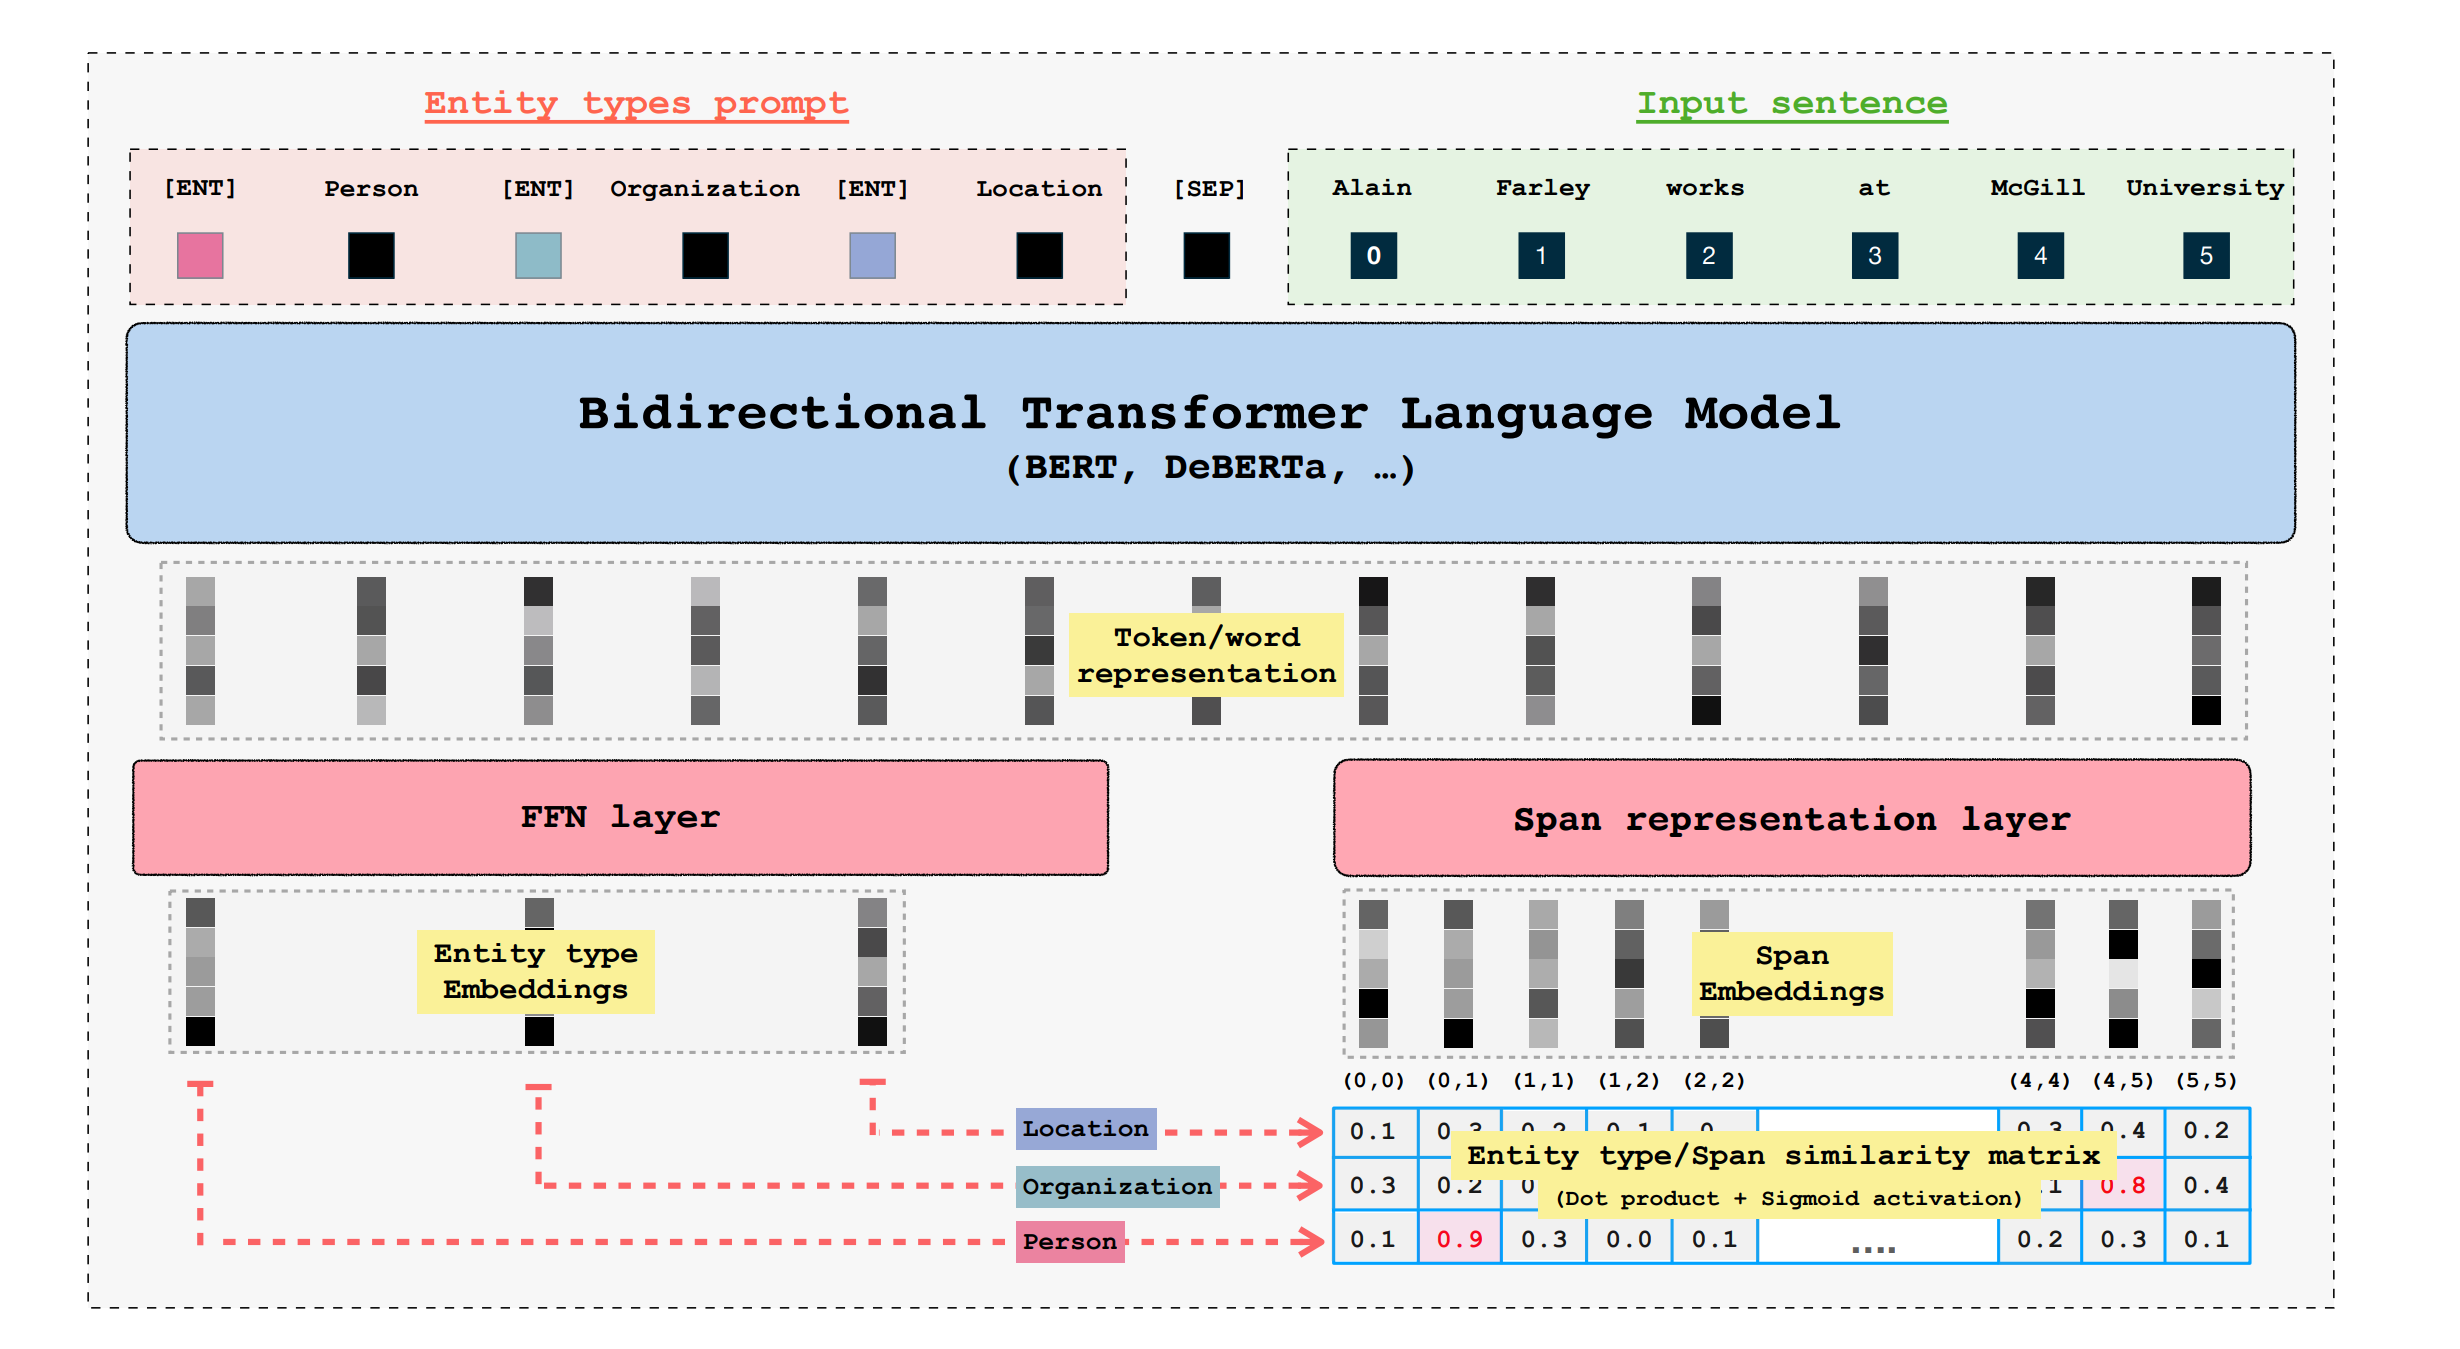 Entity types prompt
Input sentence
[ENT] Person [ENT] Organization [ENT] Location [SEP] Alain Farley works at McGill University
0 1 2 3 4 5
Bidirectional Transformer Language Model
(BERT, DeBERTa, …)
Token/word
representation
FFN layer
Span representation layer
Entity type
Embeddings
Span
Embeddings
(0,0) (0,1) (1,1) (1,2) (2,2) (4,4) (4,5) (5,5)
Location 0.1 0.3 0.2 0.1 0.3 0.4 0.2
Entity type/Span similarity matrix
Organization 0.3 0.2 0.8 0.4
(Dot product + Sigmoid activation)
Person 0.1 0.9 0.3 0.0 0.1 .... 0.2 0.3 0.1